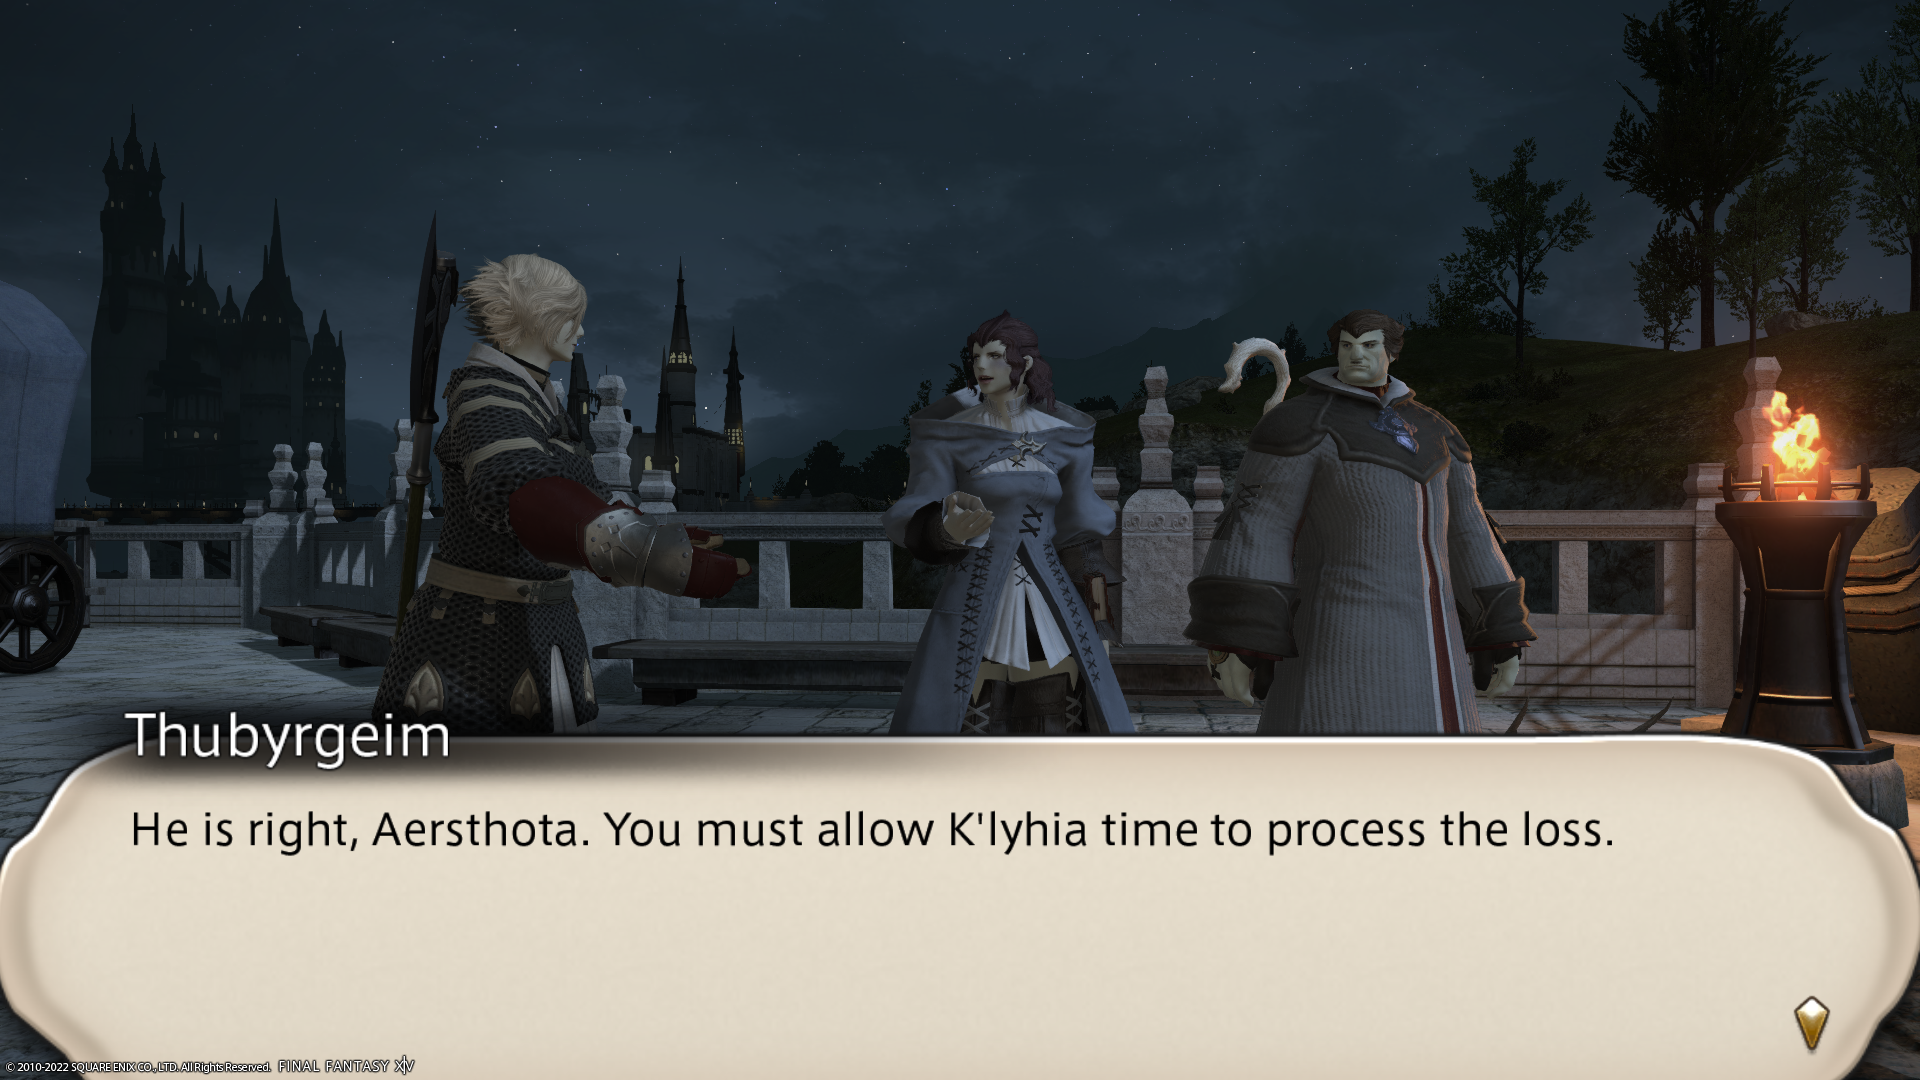 Thubyrgeim
He is right, Aersthota. You must allow K'lyhia time to process the loss.
© 2010-2022 SQUARE ENIX CO., LTD. All Rights Reserved. FINAL FANTASY XIV